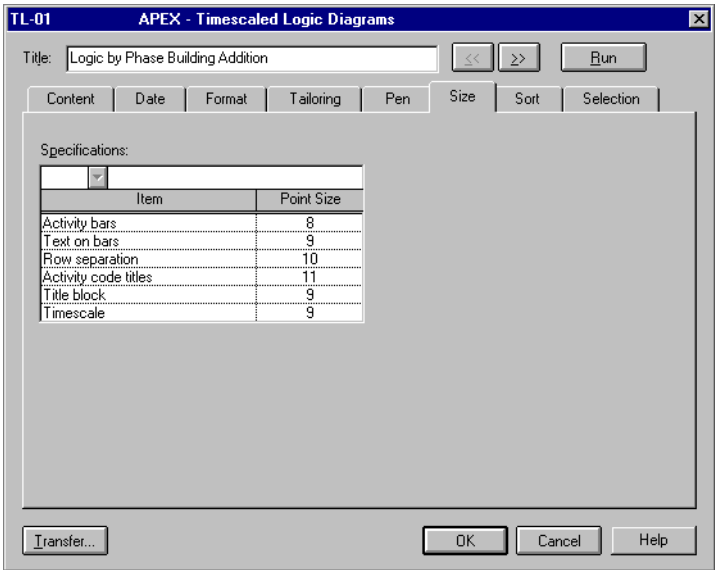 TL-01 APEX - Timescaled Logic Diagrams
Title: Logic by Phase Building Addition << >> Run
Content Date Format Tailoring Pen Size Sort Selection
Specifications:
Item Point Size
Activity bars 8
Text on bars 9
Row separation 10
Activity code titles 11
Title block 9
Timescale 9
Transfer... OK Cancel Help